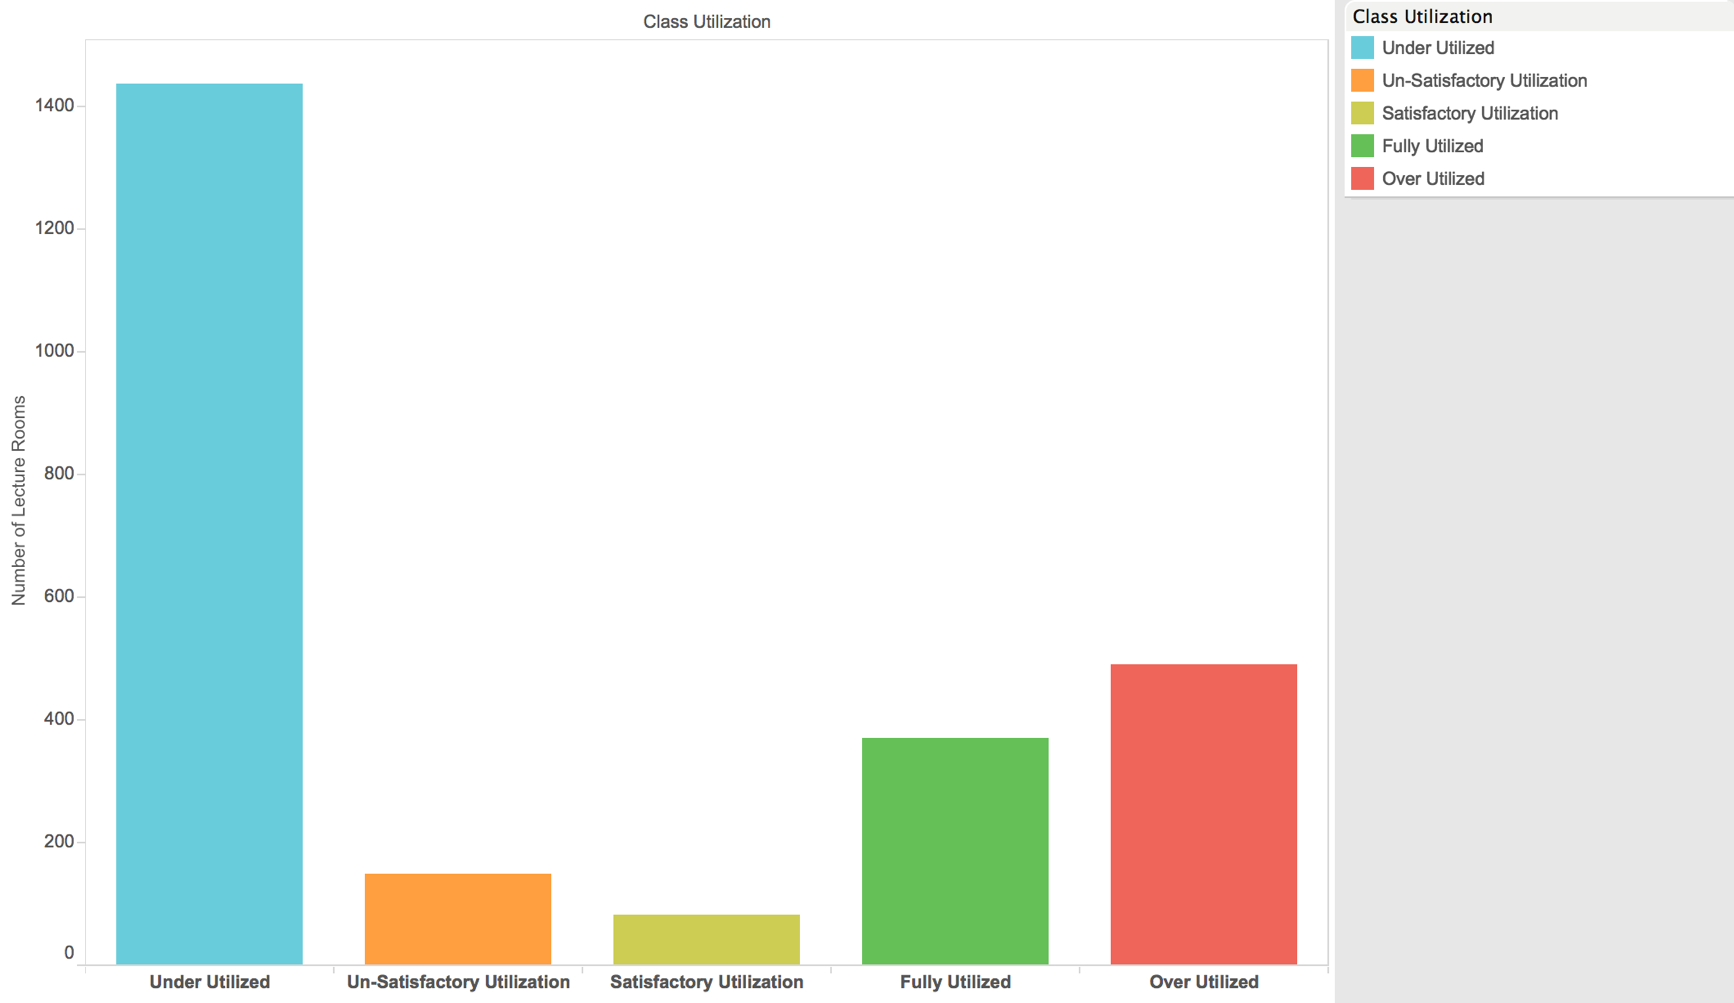 Class Utilization
1400
1200
1000
800
600
400
200
0
Number of Lecture Rooms
Under Utilized
Un-Satisfactory Utilization
Satisfactory Utilization
Fully Utilized
Over Utilized
Class Utilization
Under Utilized
Un-Satisfactory Utilization
Satisfactory Utilization
Fully Utilized
Over Utilized